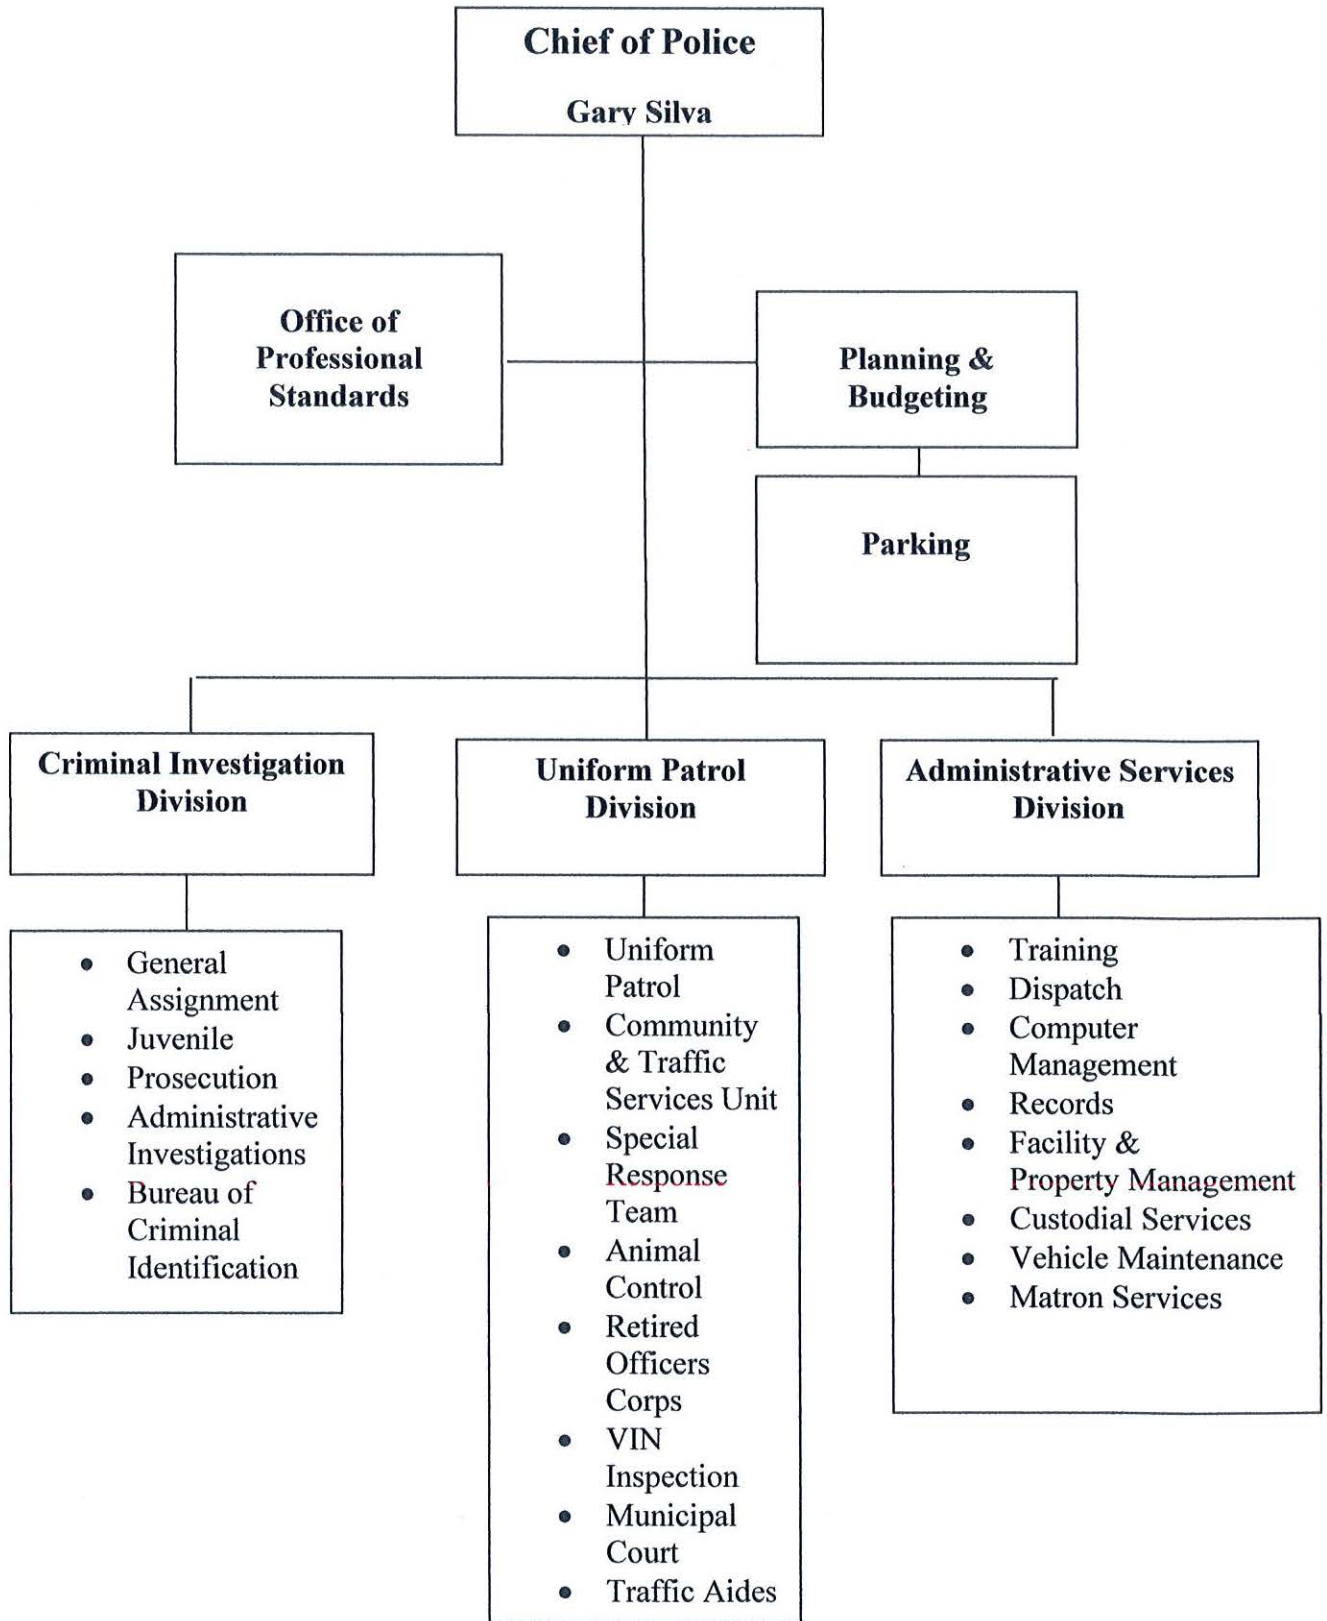 Chief of Police
Gary Silva
Office of
Professional
Standards
Planning &
Budgeting
Parking
Criminal Investigation
Division
Uniform Patrol
Division
Administrative Services
Division
• General
Assignment
• Juvenile
• Prosecution
• Administrative
Investigations
• Bureau of
Criminal
Identification
• Uniform
Patrol
• Community
& Traffic
Services Unit
• Special
Response
Team
• Animal
Control
• Retired
Officers
Corps
• VIN
Inspection
• Municipal
Court
• Traffic Aides
• Training
• Dispatch
• Computer
Management
• Records
• Facility &
Property Management
• Custodial Services
• Vehicle Maintenance
• Matron Services